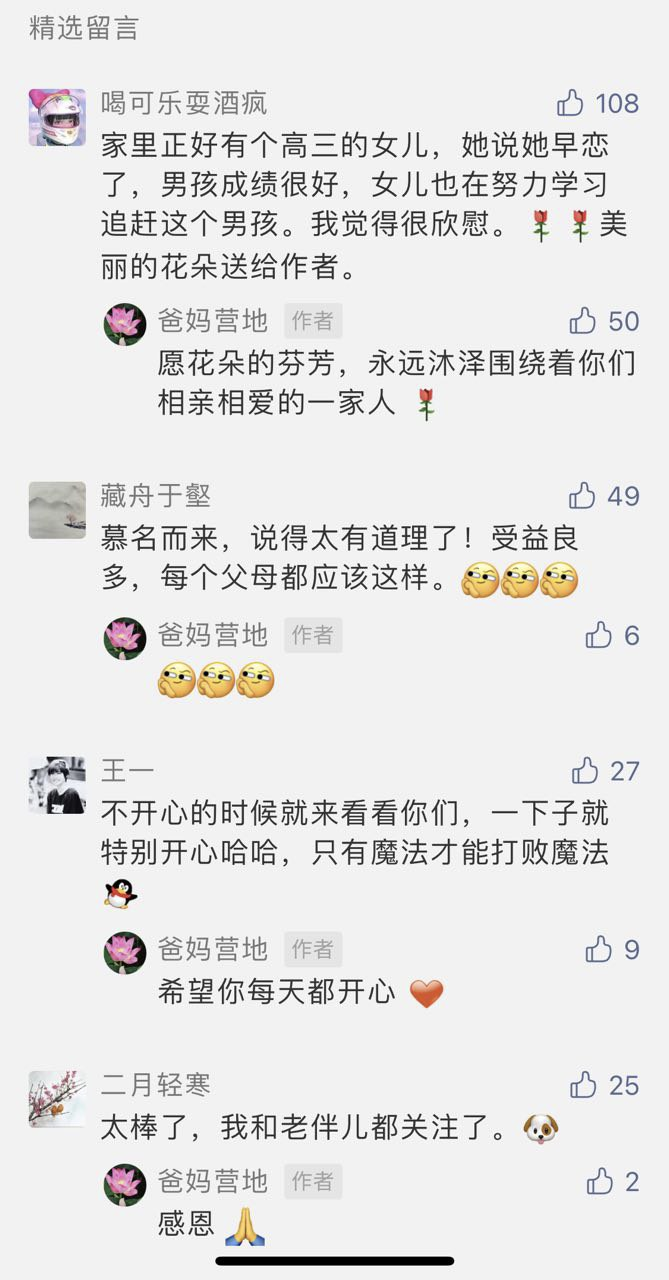 精选留言
喝可乐耍酒疯 108
家里正好有个高三的女儿，她说她早恋
了，男孩成绩很好，女儿也在努力学习
追赶这个男孩。我觉得很欣慰。🌹🌹美
丽的花朵送给作者。
爸妈营地 作者 50
愿花朵的芬芳，永远沐泽围绕着你们
相亲相爱的一家人 🌹
藏舟于壑 49
慕名而来，说得太有道理了！受益良
多，每个父母都应该这样。
爸妈营地 作者 6
王一 27
不开心的时候就来看看你们，一下子就
特别开心哈哈，只有魔法才能打败魔法
🐧
爸妈营地 作者 9
希望你每天都开心 ❤️
二月轻寒 25
太棒了，我和老伴儿都关注了。🐶
爸妈营地 作者 2
感恩 🙏